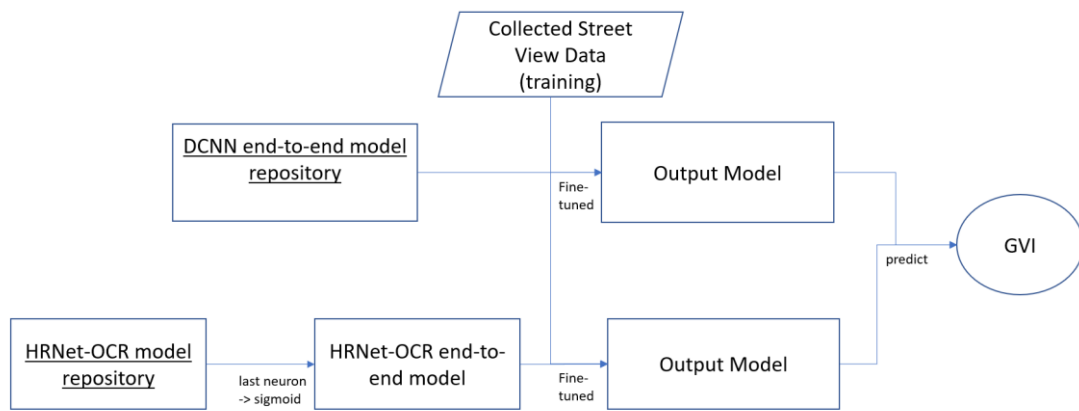 Collected Street
View Data
(training)
DCNN end-to-end model
repository
Fine-
tuned
Output Model
GVI
predict
HRNet-OCR model
repository
last neuron
-> sigmoid
HRNet-OCR end-to-
end model
Fine-
tuned
Output Model